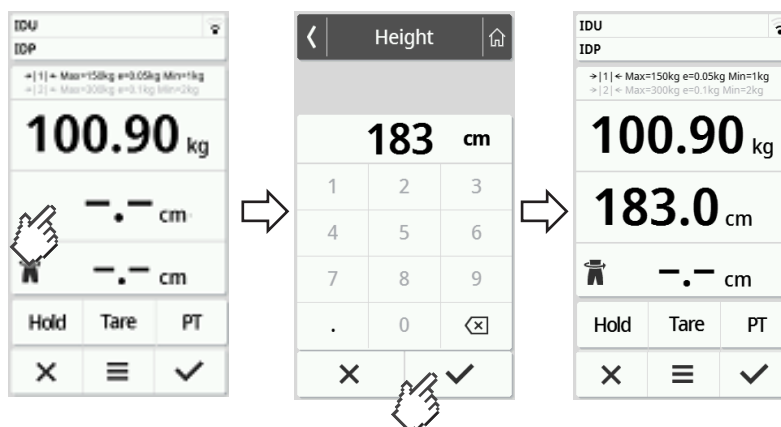 IDU
IDP
→|1|← Max=150kg e=0.05kg Min=1kg
→|2|← Max=300kg e=0.1kg Min=2kg
100.90 kg
–.– cm
–.– cm
Hold Tare PT
Height
183 cm
1 2 3
4 5 6
7 8 9
. 0
IDU
IDP
→|1|← Max=150kg e=0.05kg Min=1kg
→|2|← Max=300kg e=0.1kg Min=2kg
100.90 kg
183.0 cm
–.– cm
Hold Tare PT